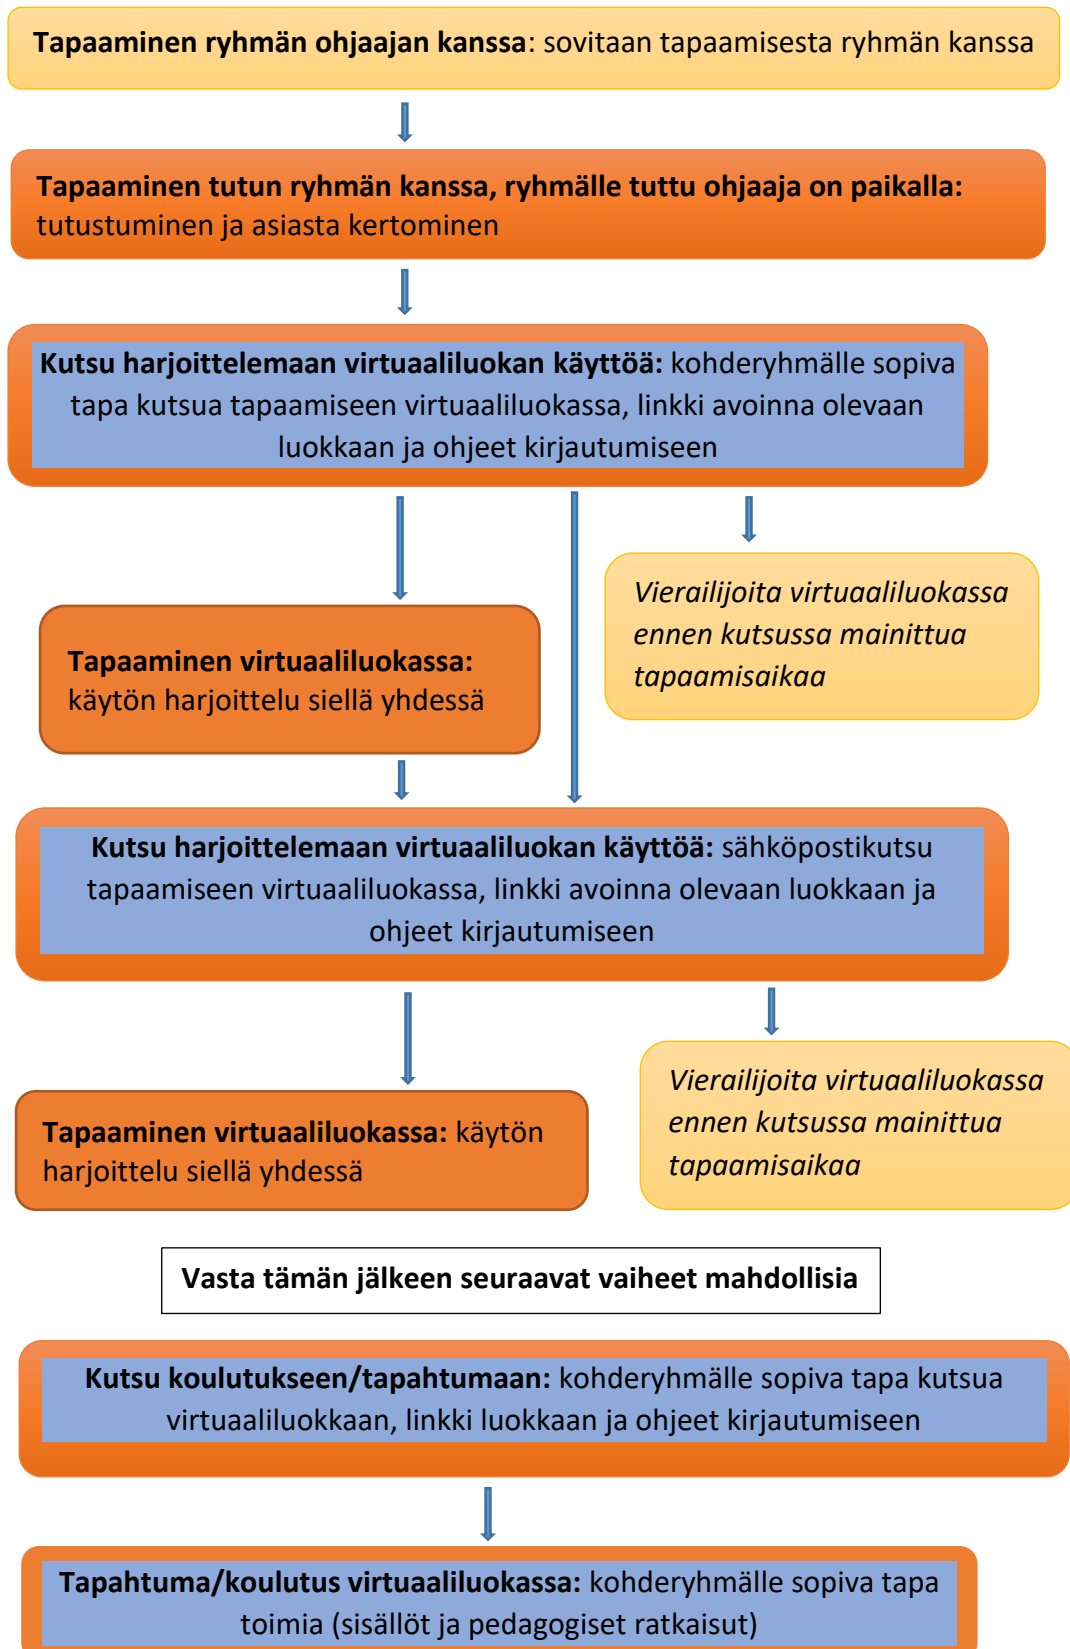 Tapaaminen ryhmän ohjaajan kanssa: sovitaan tapaamisesta ryhmän kanssa
Tapaaminen tutun ryhmän kanssa, ryhmälle tuttu ohjaaja on paikalla:
tutustuminen ja asiasta kertominen
Kutsu harjoittelemaan virtuaaliluokan käyttöä: kohderyhmälle sopiva
tapa kutsua tapaamiseen virtuaaliluokassa, linkki avoinna olevaan
luokkaan ja ohjeet kirjautumiseen
Vierailijoita virtuaaliluokassa
ennen kutsussa mainittua
tapaamisaikaa
Tapaaminen virtuaaliluokassa:
käytön harjoittelu siellä yhdessä
Kutsu harjoittelemaan virtuaaliluokan käyttöä: sähköpostikutsu
tapaamiseen virtuaaliluokassa, linkki avoinna olevaan luokkaan ja
ohjeet kirjautumiseen
Vierailijoita virtuaaliluokassa
ennen kutsussa mainittua
tapaamisaikaa
Tapaaminen virtuaaliluokassa: käytön
harjoittelu siellä yhdessä
Vasta tämän jälkeen seuraavat vaiheet mahdollisia
Kutsu koulutukseen/tapahtumaan: kohderyhmälle sopiva tapa kutsua
virtuaaliluokkaan, linkki luokkaan ja ohjeet kirjautumiseen
Tapahtuma/koulutus virtuaaliluokassa: kohderyhmälle sopiva tapa
toimia (sisällöt ja pedagogiset ratkaisut)